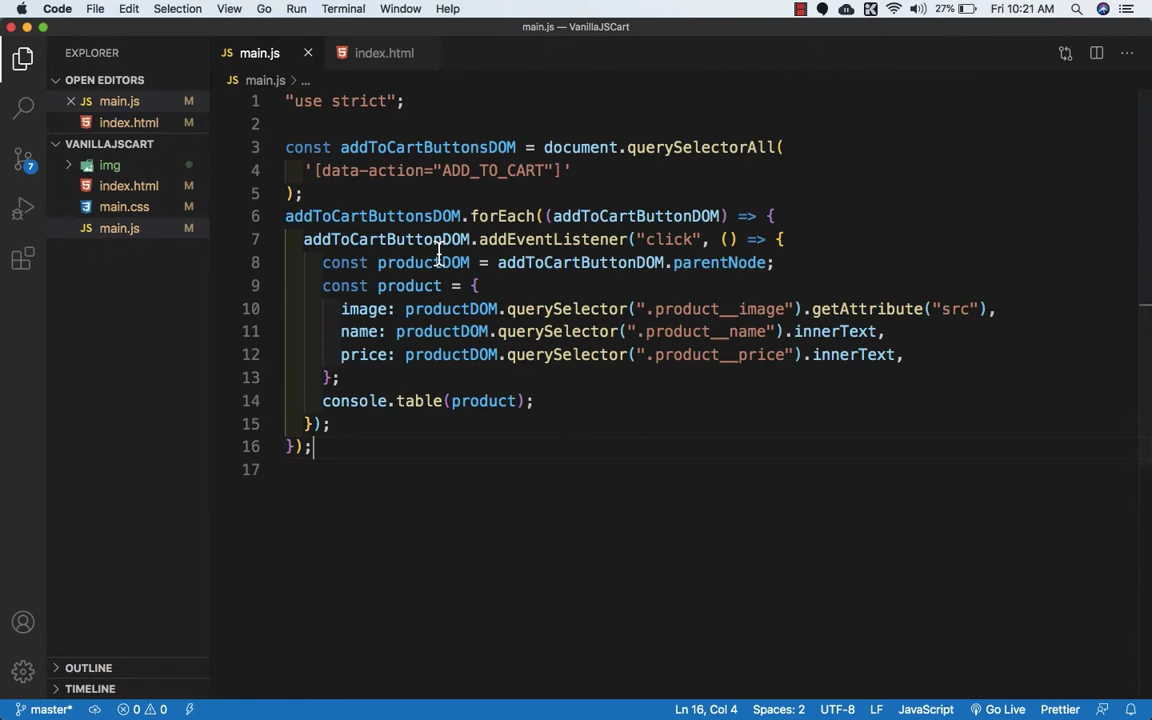 Code File Edit Selection View Go Run Terminal Window Help 27% Fri 10:21 AM
main.js — VanillaJSCart
EXPLORER
OPEN EDITORS
JS main.js M
index.html M
VANILLAJSCART
img
index.html M
main.css M
JS main.js M
OUTLINE
TIMELINE
7
JS main.js
index.html
JS main.js > ...
1 "use strict";
2
3 const addToCartButtonsDOM = document.querySelectorAll(
4 '[data-action="ADD_TO_CART"]'
5 );
6 addToCartButtonsDOM.forEach((addToCartButtonDOM) => {
7 addToCartButtonDOM.addEventListener("click", () => {
8 const productDOM = addToCartButtonDOM.parentNode;
9 const product = {
10 image: productDOM.querySelector(".product__image").getAttribute("src"),
11 name: productDOM.querySelector(".product__name").innerText,
12 price: productDOM.querySelector(".product__price").innerText,
13 };
14 console.table(product);
15 });
16 });
17
master* 0 0 Ln 16, Col 4 Spaces: 2 UTF-8 LF JavaScript Go Live Prettier